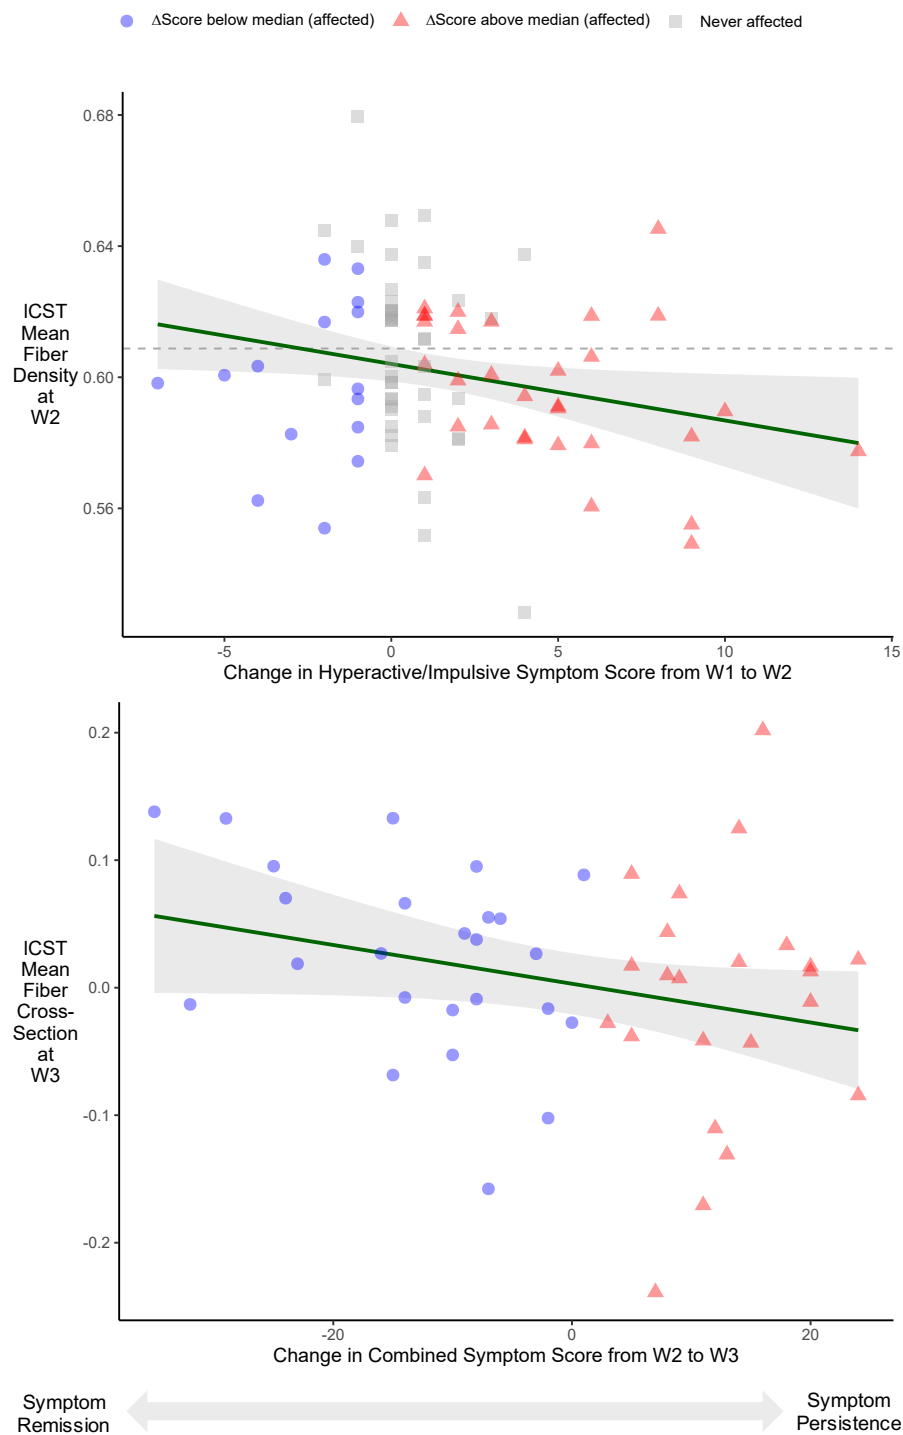 ΔScore below median (affected) ΔScore above median (affected) Never affected
0.68
0.64
0.60
0.56
ICST
Mean
Fiber
Density
at
W2
-5 0 5 10 15
Change in Hyperactive/Impulsive Symptom Score from W1 to W2
0.2
0.1
0.0
-0.1
-0.2
ICST
Mean
Fiber
Cross-
Section
at
W3
-20 0 20
Change in Combined Symptom Score from W2 to W3
Symptom
Remission
Symptom
Persistence